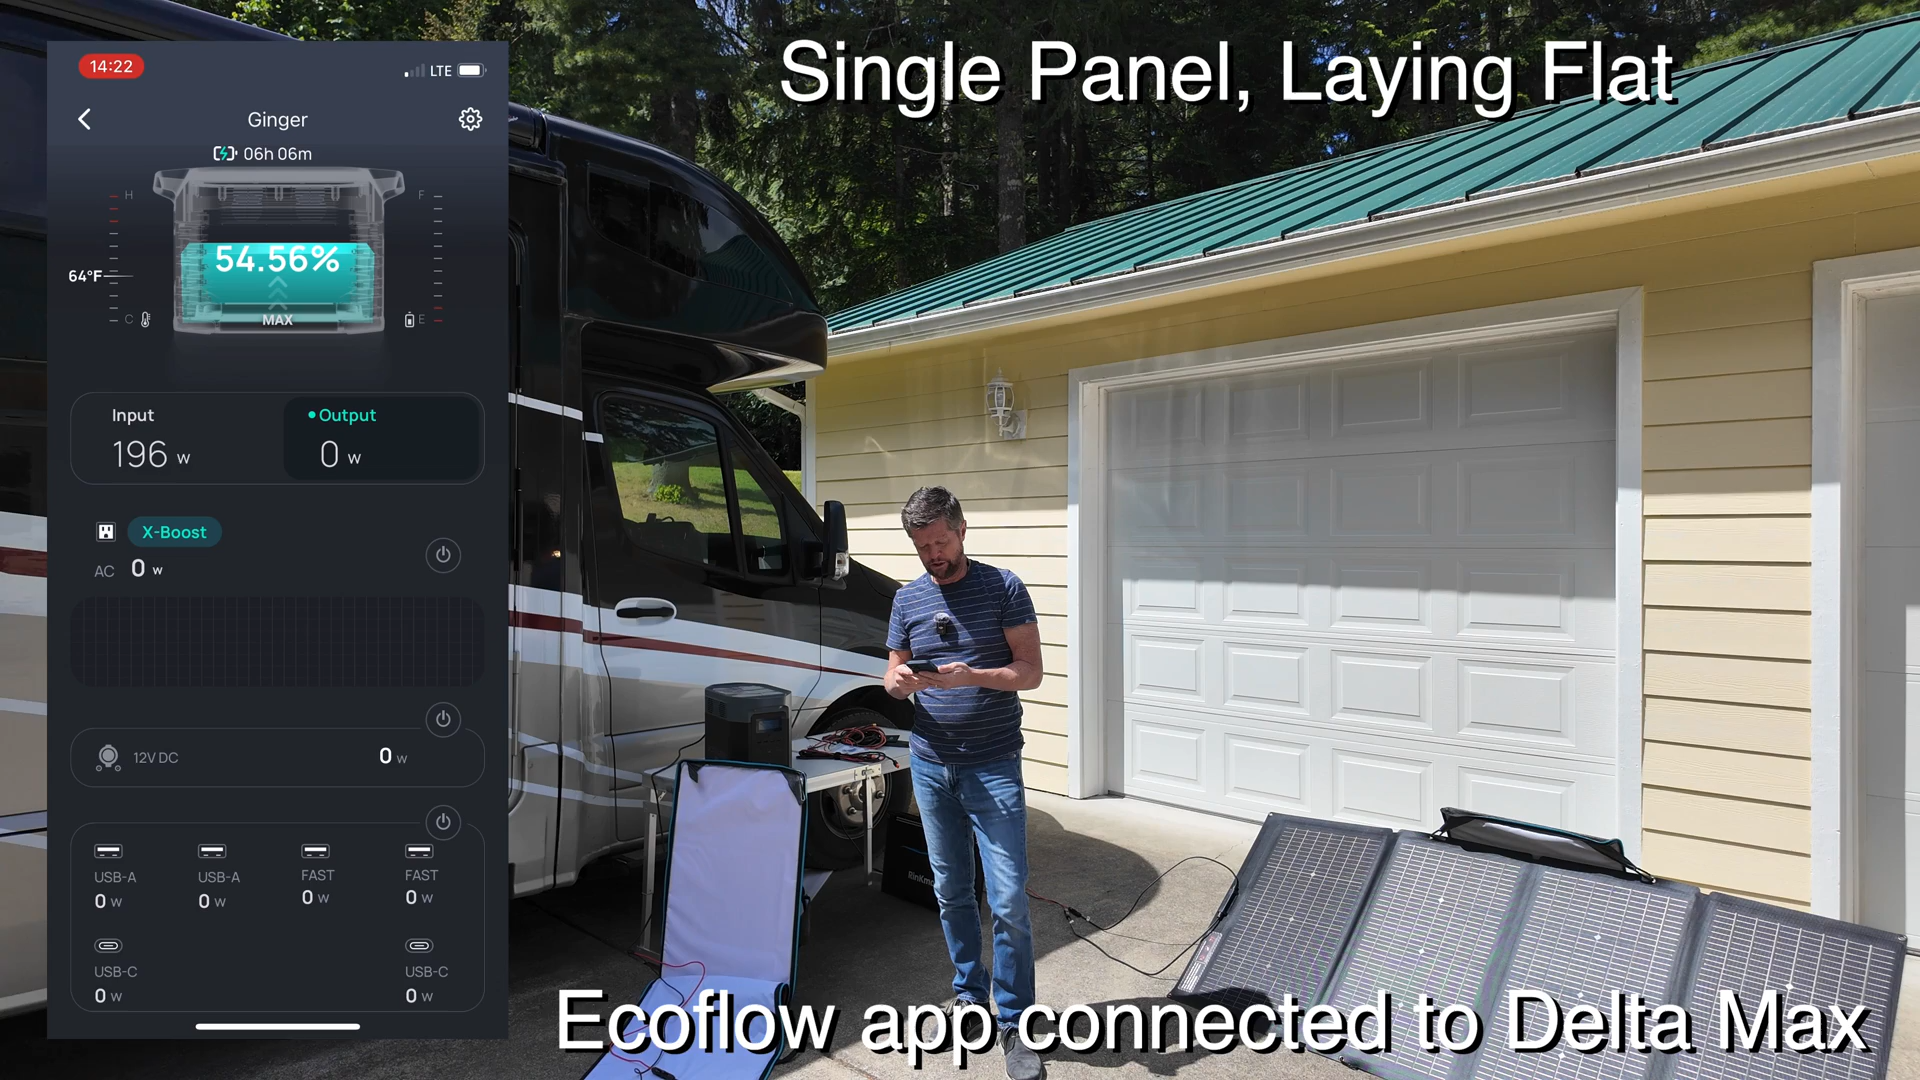 Single Panel, Laying Flat
14:22
LTE
Ginger
06h 06m
H
F
54.56%
64°F
C
E
MAX
Input
Output
196 w
0 w
X-Boost
AC 0 w
12V DC
0 w
USB-A
USB-A
FAST
FAST
0 w
0 w
0 w
0 w
USB-C
USB-C
0 w
0 w
Ecoflow app connected to Delta Max